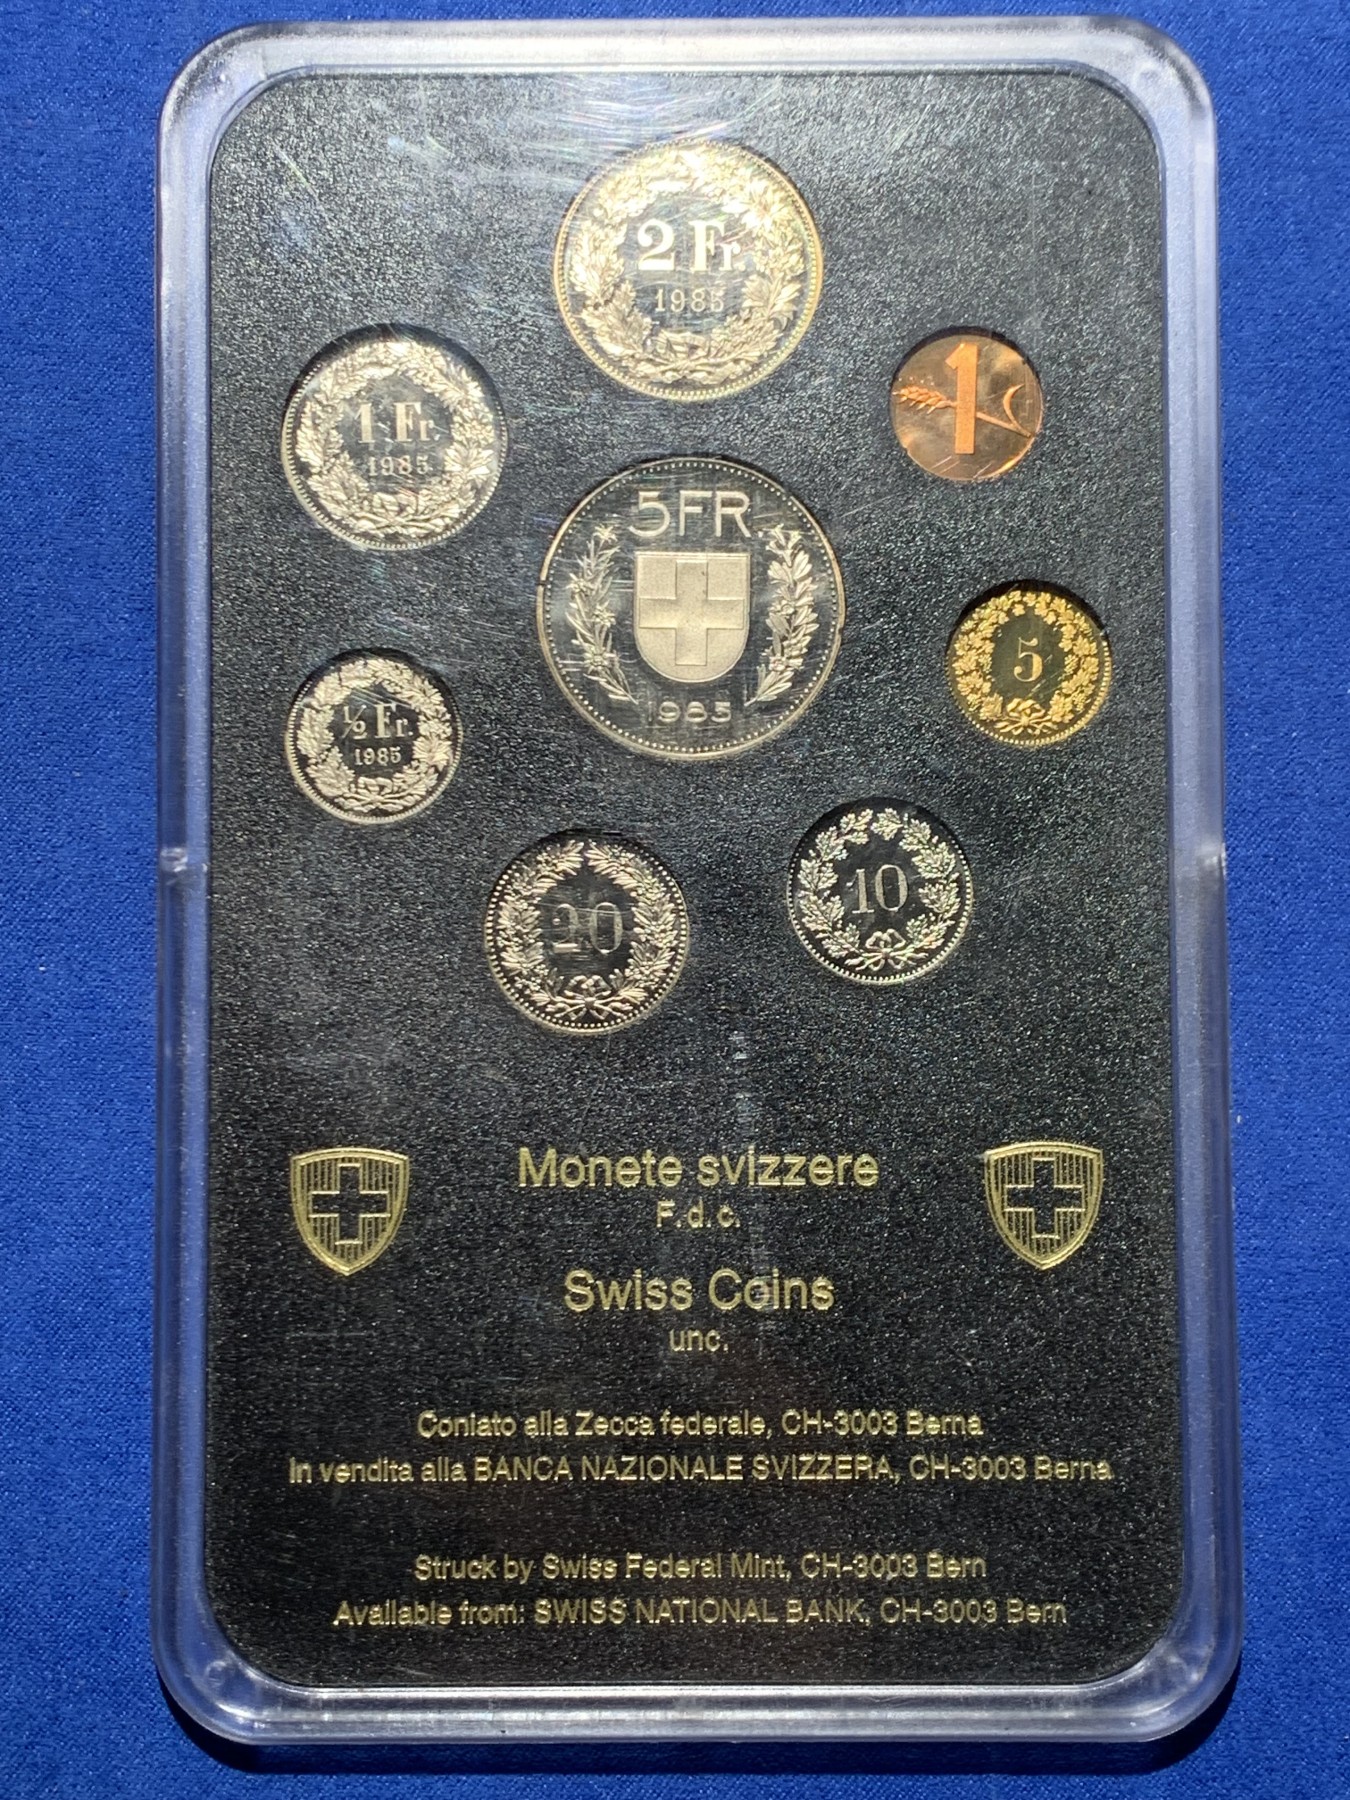 2 Fr.
1985
1 Fr.
1985
1
5 FR.
1985
5
½ Fr.
1985
10
20
Monete svizzere
F.d.c.
Swiss Coins
unc.
Coniato alla Zecca federale, CH-3003 Berna
In vendita alla BANCA NAZIONALE SVIZZERA, CH-3003 Berna
Struck by Swiss Federal Mint, CH-3003 Bern
Available from: SWISS NATIONAL BANK, CH-3003 Bern